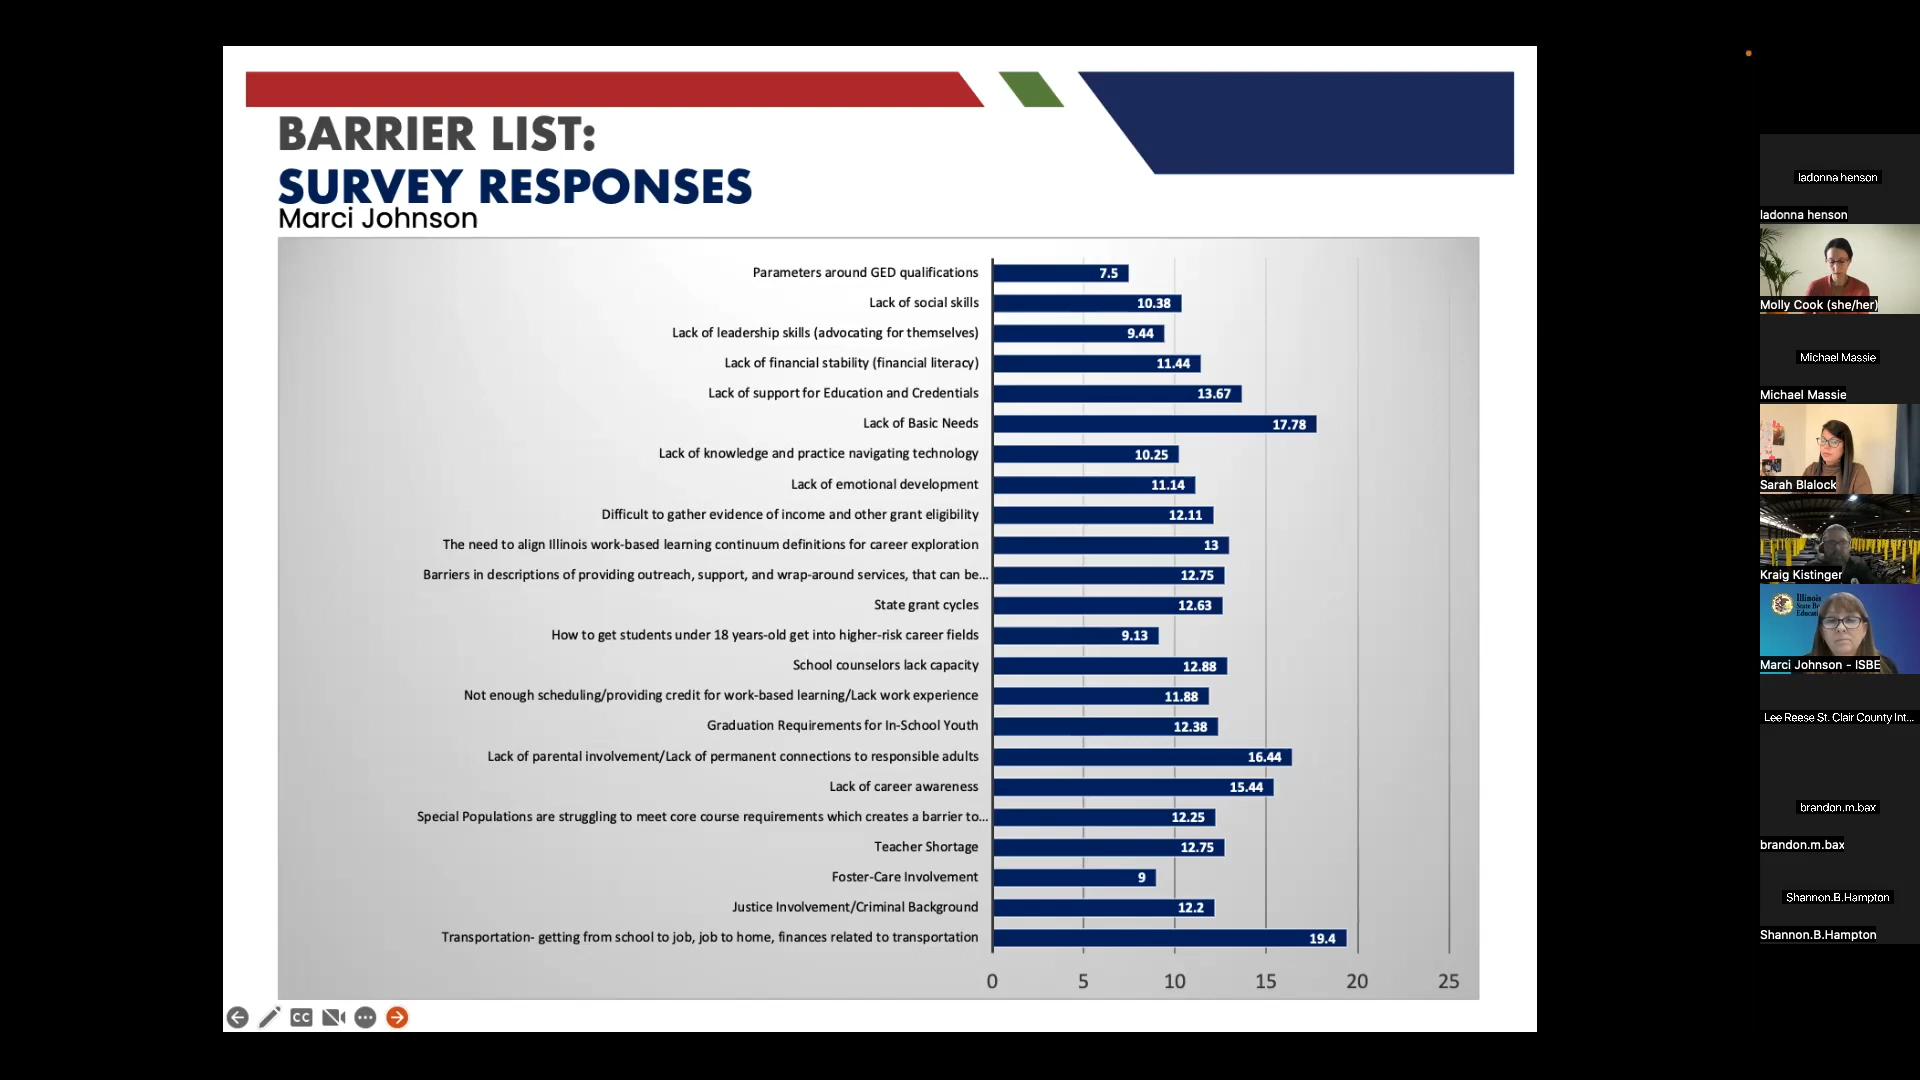 BARRIER LIST:
SURVEY RESPONSES
Marci Johnson
Parameters around GED qualifications 7.5
Lack of social skills 10.38
Lack of leadership skills (advocating for themselves) 9.44
Lack of financial stability (financial literacy) 11.44
Lack of support for Education and Credentials 13.67
Lack of Basic Needs 17.78
Lack of knowledge and practice navigating technology 10.25
Lack of emotional development 11.14
Difficult to gather evidence of income and other grant eligibility 12.11
The need to align Illinois work-based learning continuum definitions for career exploration 13
Barriers in descriptions of providing outreach, support, and wrap-around services, that can be... 12.75
State grant cycles 12.63
How to get students under 18 years-old get into higher-risk career fields 9.13
School counselors lack capacity 12.88
Not enough scheduling/providing credit for work-based learning/Lack work experience 11.88
Graduation Requirements for In-School Youth 12.38
Lack of parental involvement/Lack of permanent connections to responsible adults 16.44
Lack of career awareness 15.44
Special Populations are struggling to meet core course requirements which creates a barrier to... 12.25
Teacher Shortage 12.75
Foster-Care Involvement 9
Justice Involvement/Criminal Background 12.2
Transportation- getting from school to job, job to home, finances related to transportation 19.4
0 5 10 15 20 25
CC
ladonna henson
ladonna henson
Molly Cook (she/her)
Michael Massie
Michael Massie
Sarah Blalock
Kraig Kistinger
Illinois
State
Marci Johnson - ISBE
Lee Reese St. Clair County Int...
brandon.m.bax
brandon.m.bax
Shannon.B.Hampton
Shannon.B.Hampton